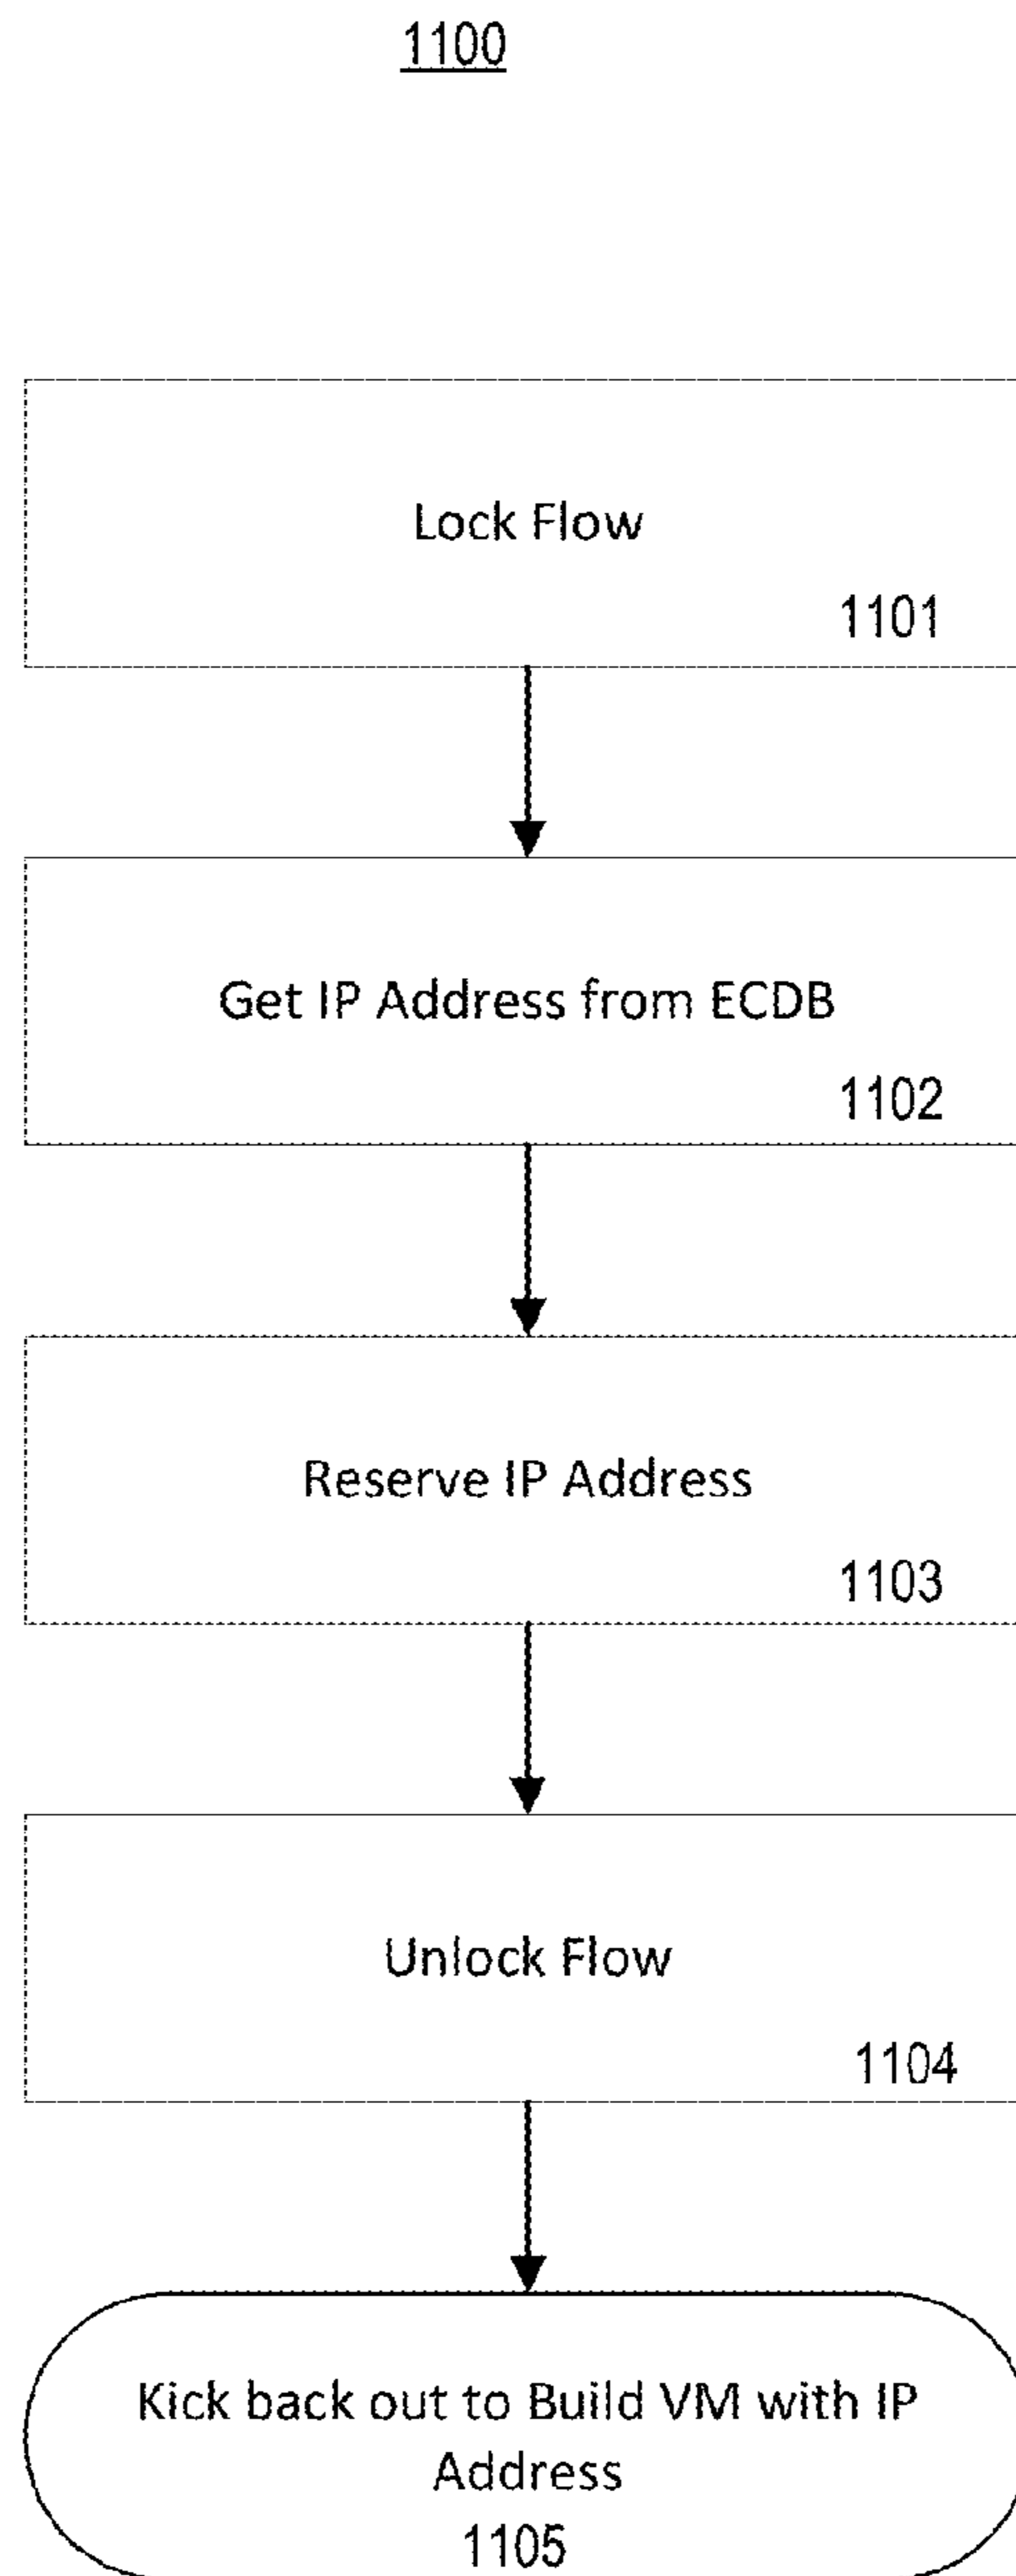 1100
Lock Flow
1101
Get IP Address from ECDB
1102
Reserve IP Address
1103
Unlock Flow
1104
Kick back out to Build VM with IP
Address
1105